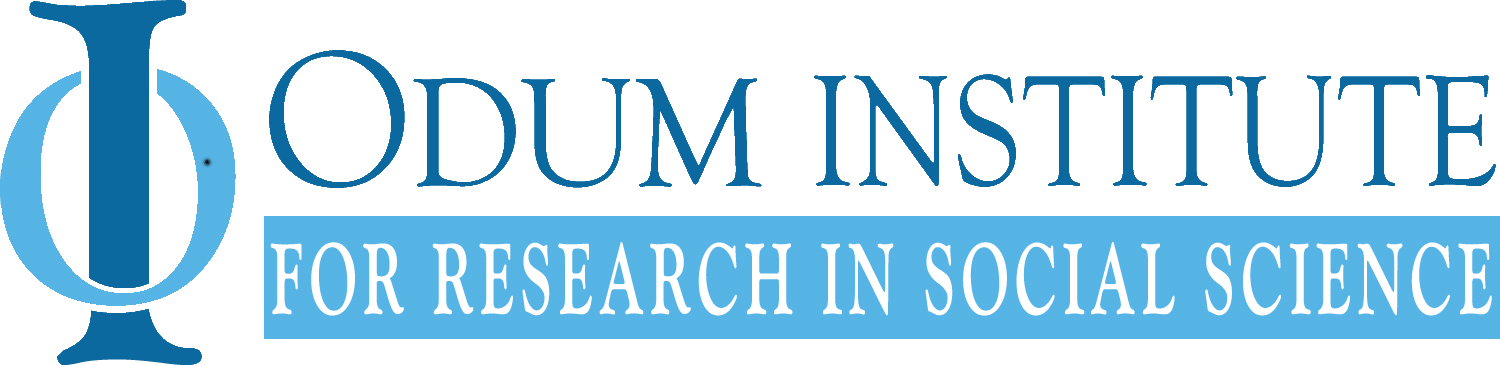 ODUM INSTITUTE
FOR RESEARCH IN SOCIAL SCIENCE